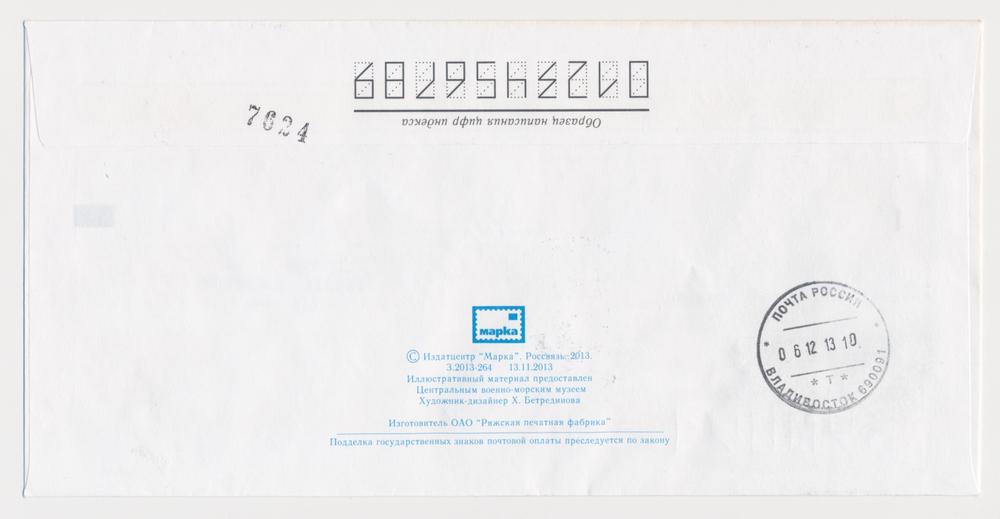 0123456789
Образец написания цифр индекса
7624
марка
© Издатцентр "Марка". Россвязь. 2013.
З.2013-264 13.11.2013
Иллюстративный материал предоставлен
Центральным военно-морским музеем
Художник-дизайнер Х. Бетрединова
Изготовитель ОАО "Ряжская печатная фабрика"
Подделка государственных знаков почтовой оплаты преследуется по закону
ПОЧТА РОССИИ
06 12 13 10
* Т *
ВЛАДИВОСТОК 690091